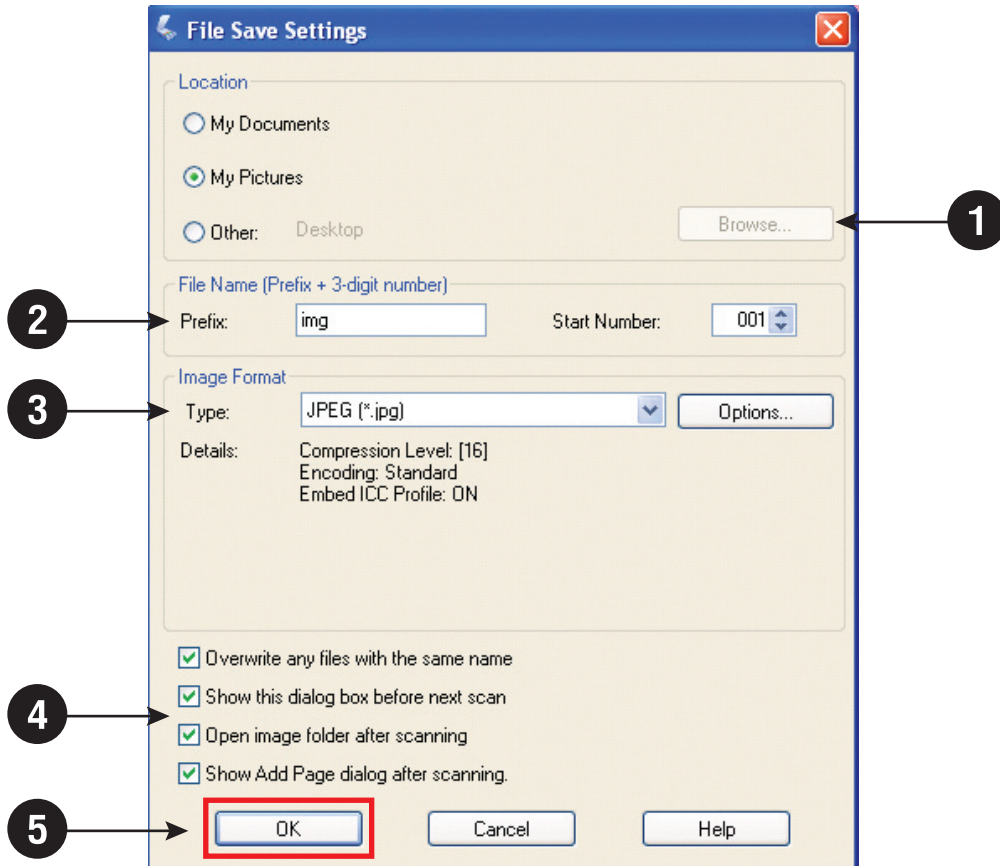 File Save Settings
Location
My Documents
My Pictures
Other: Desktop Browse...
1
File Name (Prefix + 3-digit number)
2
Prefix: img Start Number: 001
Image Format
3
Type: JPEG (*.jpg) Options...
Details: Compression Level: [16]
Encoding: Standard
Embed ICC Profile: ON
Overwrite any files with the same name
Show this dialog box before next scan
4
Open image folder after scanning
Show Add Page dialog after scanning.
5
OK Cancel Help